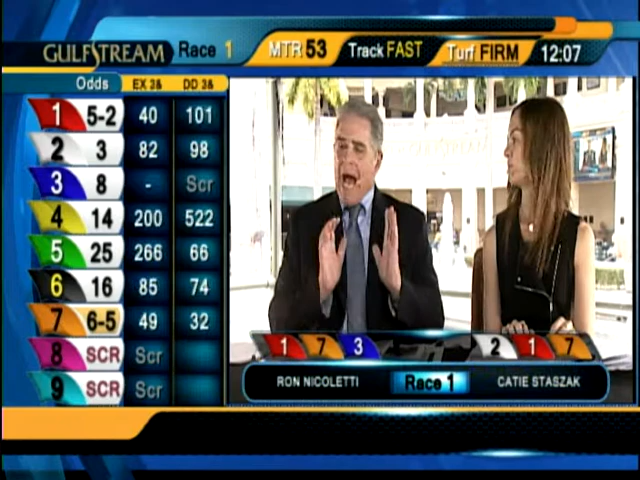 GULFSTREAM Race 1 MTR 53 Track FAST Turf FIRM 12:07
Odds EX 3& DD 3&
1 5-2 40 101
2 3 82 98
3 8 - Scr
4 14 200 522
5 25 266 66
6 16 85 74
7 6-5 49 32
8 SCR Scr
9 SCR Scr
1 7 3 2 1 7
RON NICOLETTI Race 1 CATIE STASZAK